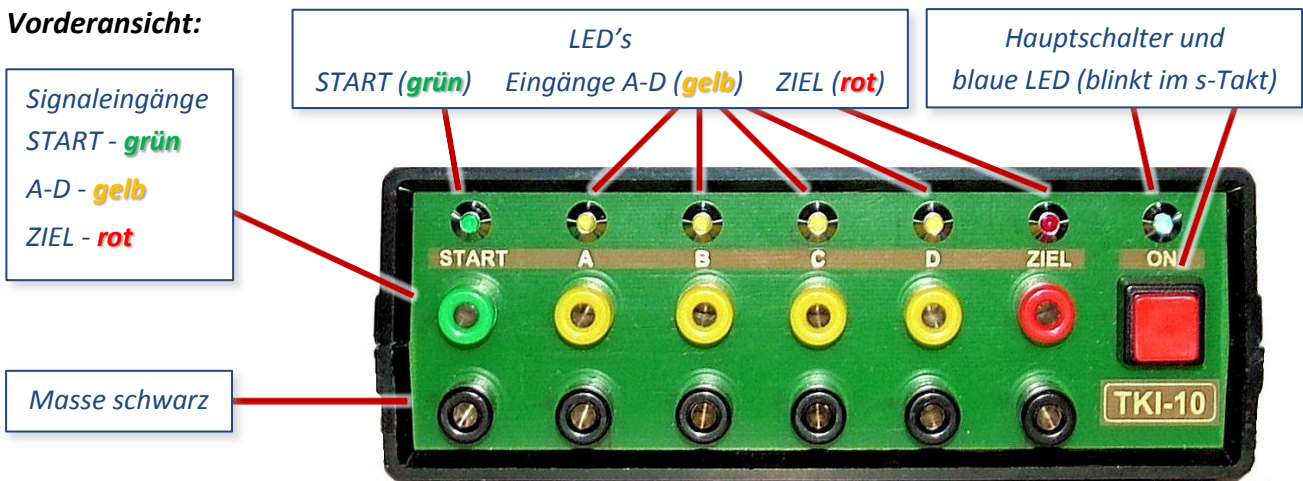 Vorderansicht:
LED's
START (grün) Eingänge A-D (gelb) ZIEL (rot)
Hauptschalter und
blaue LED (blinkt im s-Takt)
Signaleingänge
START - grün
A-D - gelb
ZIEL - rot
Masse schwarz
START A B C D ZIEL ON
TKI-10